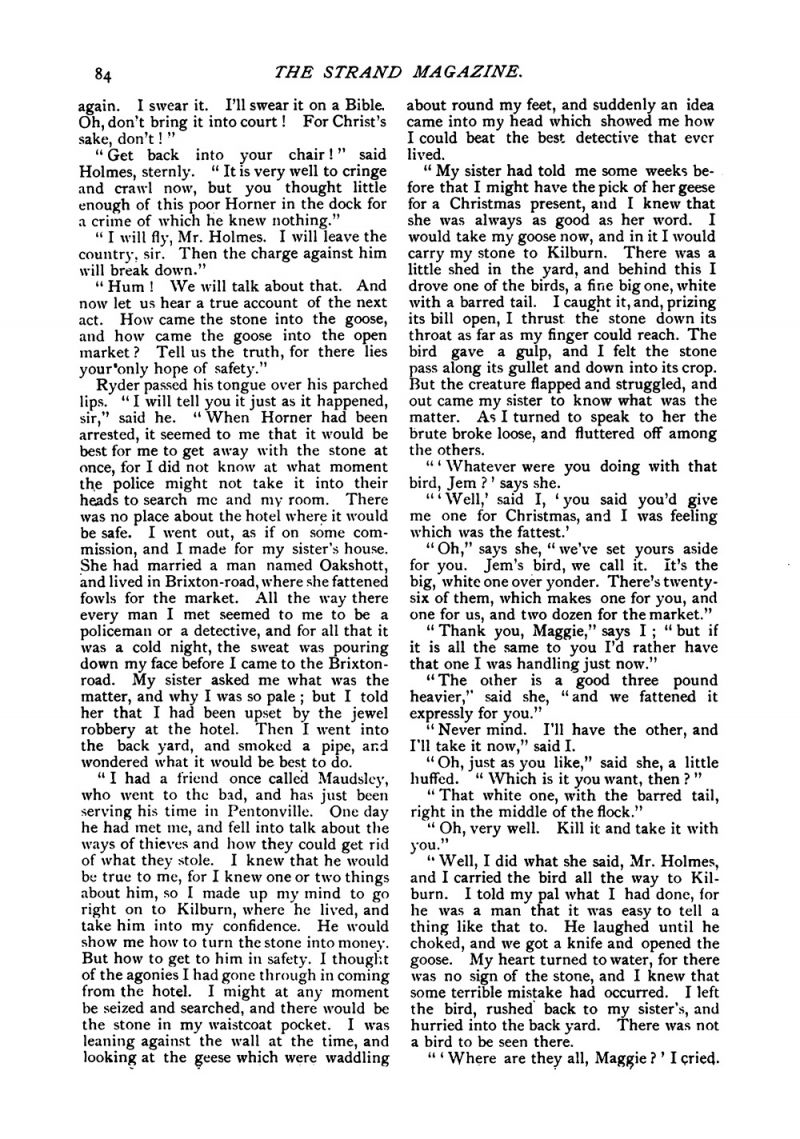 84 THE STRAND MAGAZINE.
again. I swear it. I'll swear it on a Bible.
Oh, don't bring it into court! For Christ's
sake, don't!"
"Get back into your chair!" said
Holmes, sternly. "It is very well to cringe
and crawl now, but you thought little
enough of this poor Horner in the dock for
a crime of which he knew nothing."
"I will fly, Mr. Holmes. I will leave the
country, sir. Then the charge against him
will break down."
"Hum! We will talk about that. And
now let us hear a true account of the next
act. How came the stone into the goose,
and how came the goose into the open
market? Tell us the truth, for there lies
your only hope of safety."
Ryder passed his tongue over his parched
lips. "I will tell you it just as it happened,
sir," said he. "When Horner had been
arrested, it seemed to me that it would be
best for me to get away with the stone at
once, for I did not know at what moment
the police might not take it into their
heads to search me and my room. There
was no place about the hotel where it would
be safe. I went out, as if on some com-
mission, and I made for my sister's house.
She had married a man named Oakshott,
and lived in Brixton-road, where she fattened
fowls for the market. All the way there
every man I met seemed to me to be a
policeman or a detective, and for all that it
was a cold night, the sweat was pouring
down my face before I came to the Brixton-
road. My sister asked me what was the
matter, and why I was so pale; but I told
her that I had been upset by the jewel
robbery at the hotel. Then I went into
the back yard, and smoked a pipe, and
wondered what it would be best to do.
"I had a friend once called Maudsley,
who went to the bad, and has just been
serving his time in Pentonville. One day
he had met me, and fell into talk about the
ways of thieves and how they could get rid
of what they stole. I knew that he would
be true to me, for I knew one or two things
about him, so I made up my mind to go
right on to Kilburn, where he lived, and
take him into my confidence. He would
show me how to turn the stone into money.
But how to get to him in safety. I thought
of the agonies I had gone through in coming
from the hotel. I might at any moment
be seized and searched, and there would be
the stone in my waistcoat pocket. I was
leaning against the wall at the time, and
looking at the geese which were waddling
about round my feet, and suddenly an idea
came into my head which showed me how
I could beat the best detective that ever
lived.
"My sister had told me some weeks be-
fore that I might have the pick of her geese
for a Christmas present, and I knew that
she was always as good as her word. I
would take my goose now, and in it I would
carry my stone to Kilburn. There was a
little shed in the yard, and behind this I
drove one of the birds, a fine big one, white
with a barred tail. I caught it, and, prizing
its bill open, I thrust the stone down its
throat as far as my finger could reach. The
bird gave a gulp, and I felt the stone
pass along its gullet and down into its crop.
But the creature flapped and struggled, and
out came my sister to know what was the
matter. As I turned to speak to her the
brute broke loose, and fluttered off among
the others.
"'Whatever were you doing with that
bird, Jem?' says she.
"'Well,' said I, 'you said you'd give
me one for Christmas, and I was feeling
which was the fattest.'
"Oh," says she, "we've set yours aside
for you. Jem's bird, we call it. It's the
big, white one over yonder. There's twenty-
six of them, which makes one for you, and
one for us, and two dozen for the market."
"Thank you, Maggie," says I; "but if
it is all the same to you I'd rather have
that one I was handling just now."
"The other is a good three pound
heavier," said she, "and we fattened it
expressly for you."
"Never mind. I'll have the other, and
I'll take it now," said I.
"Oh, just as you like," said she, a little
huffed. "Which is it you want, then?"
"That white one, with the barred tail,
right in the middle of the flock."
"Oh, very well. Kill it and take it with
you."
"Well, I did what she said, Mr. Holmes,
and I carried the bird all the way to Kil-
burn. I told my pal what I had done, for
he was a man that it was easy to tell a
thing like that to. He laughed until he
choked, and we got a knife and opened the
goose. My heart turned to water, for there
was no sign of the stone, and I knew that
some terrible mistake had occurred. I left
the bird, rushed back to my sister's, and
hurried into the back yard. There was not
a bird to be seen there.
"'Where are they all, Maggie?' I cried.